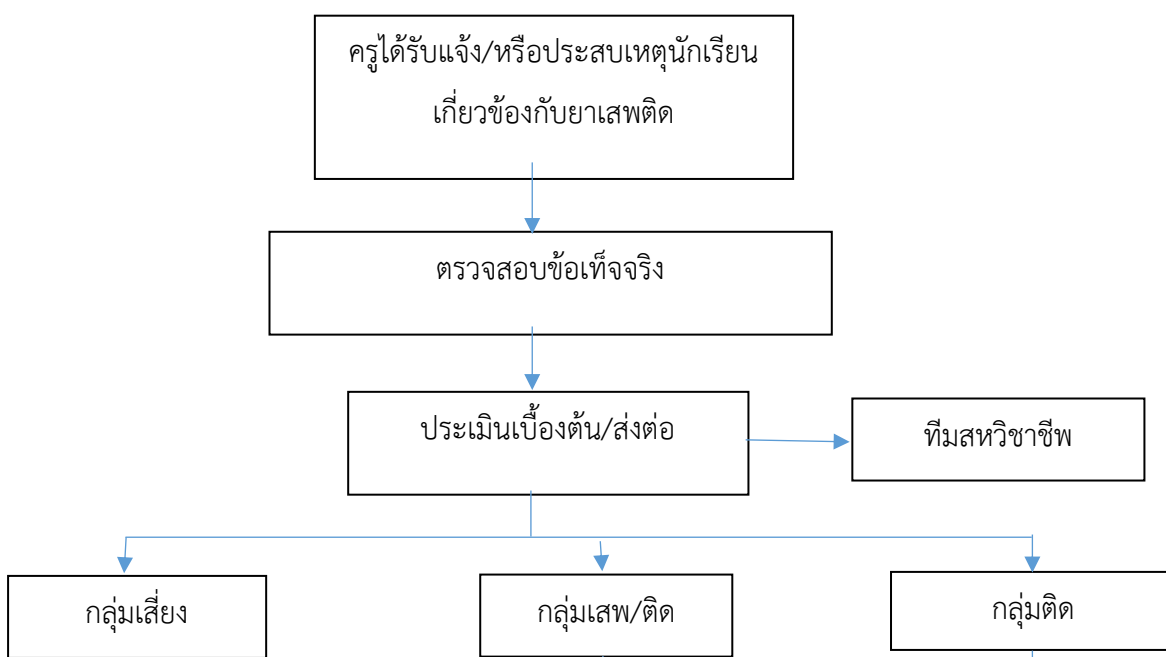 ครูได้รับแจ้ง/หรือประสบเหตุนักเรียน
เกี่ยวข้องกับยาเสพติด
ตรวจสอบข้อเท็จจริง
ประเมินเบื้องต้น/ส่งต่อ
ทีมสหวิชาชีพ
กลุ่มเสี่ยง
กลุ่มเสพ/ติด
กลุ่มติด